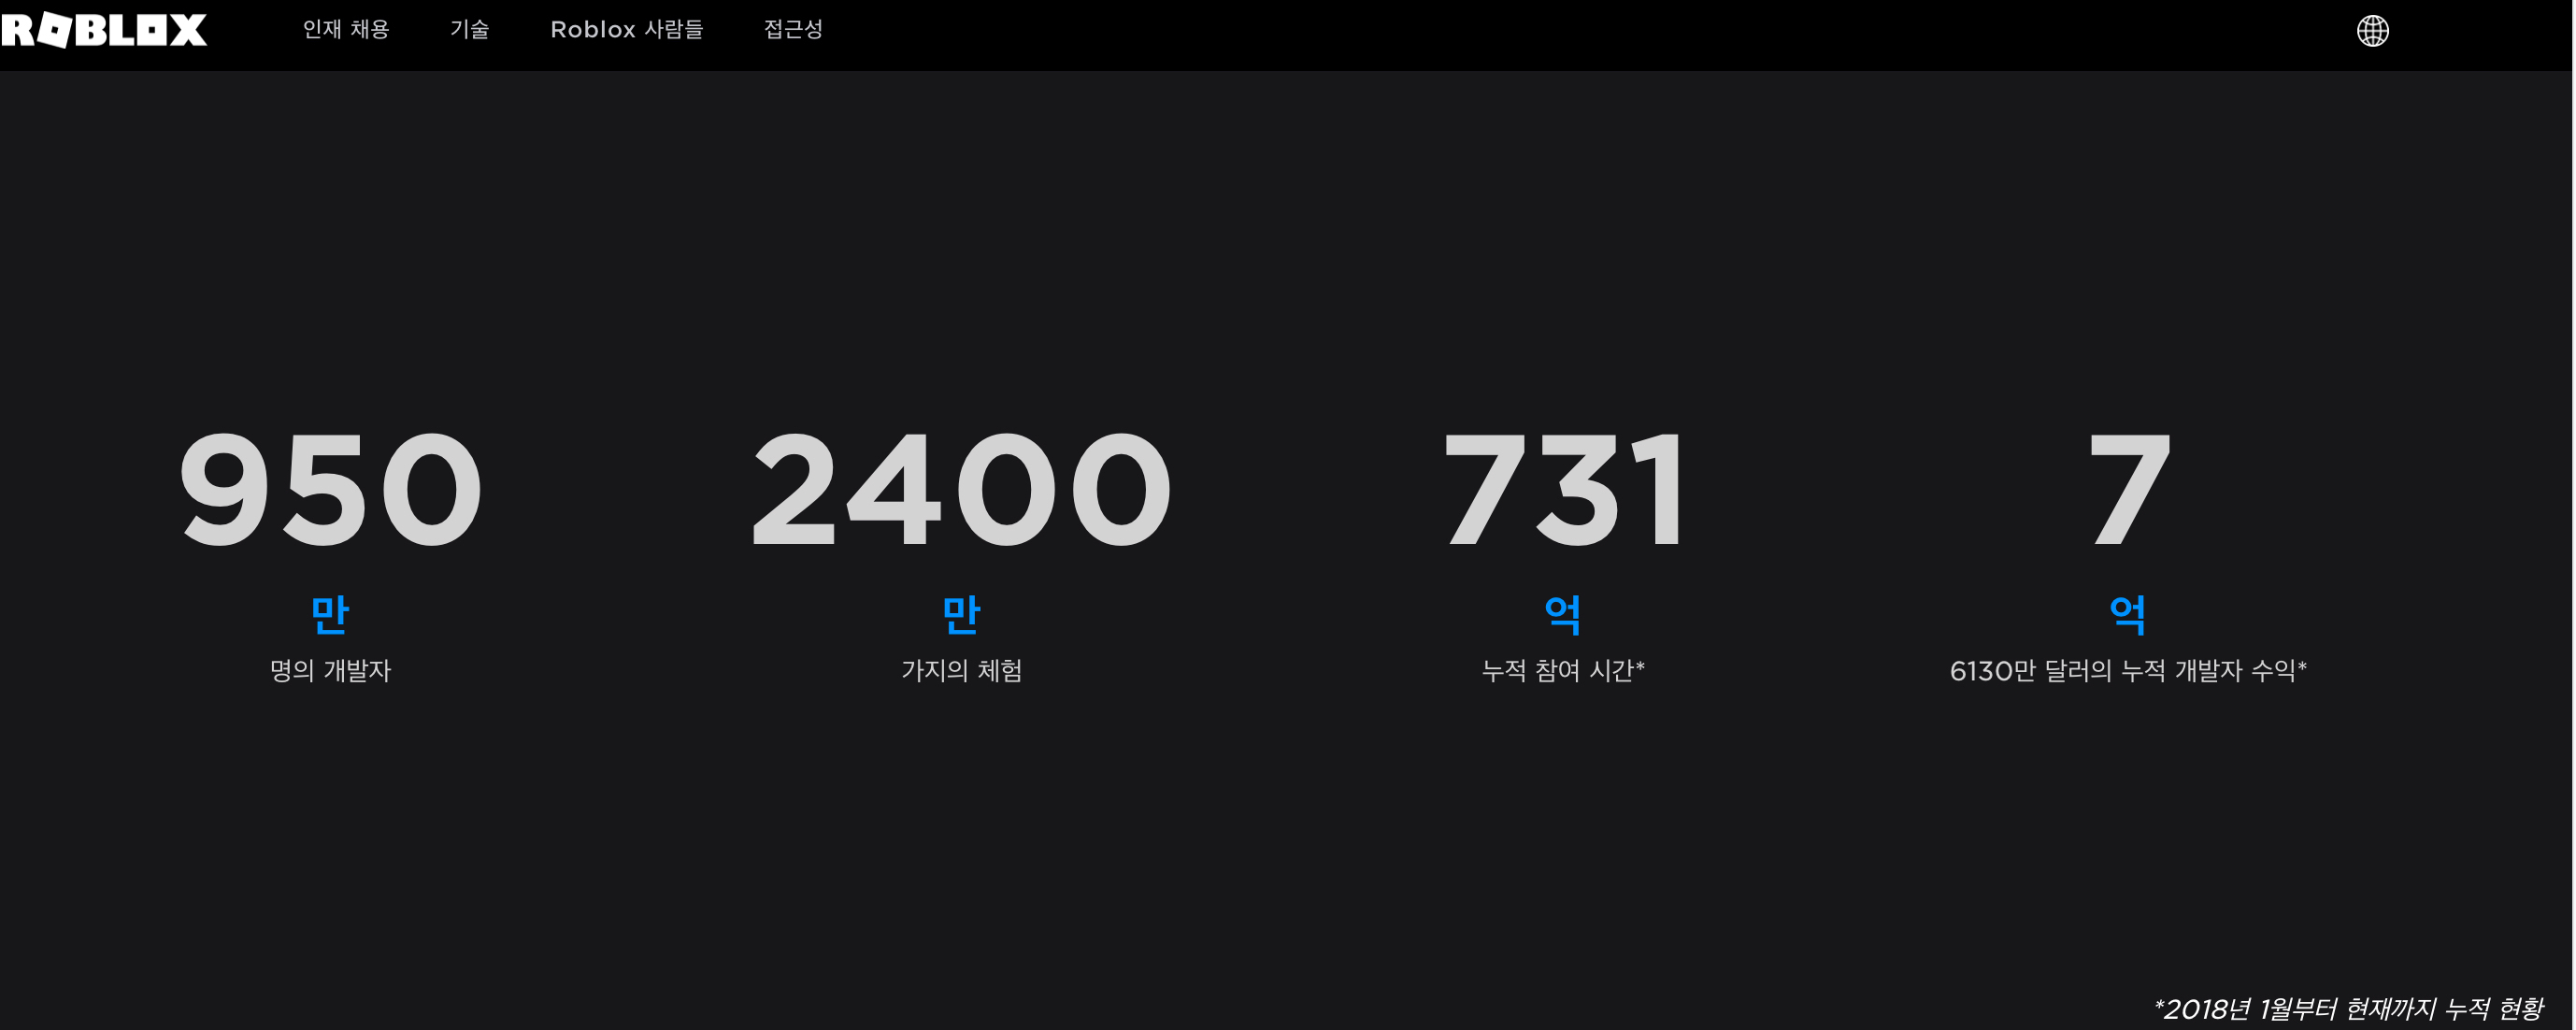 ROBLOX 인재 채용 기술 Roblox 사람들 접근성
950 2400 731 7
만 만 억 억
명의 개발자 가지의 체험 누적 참여 시간* 6130만 달러의 누적 개발자 수익*
*2018년 1월부터 현재까지 누적 현황